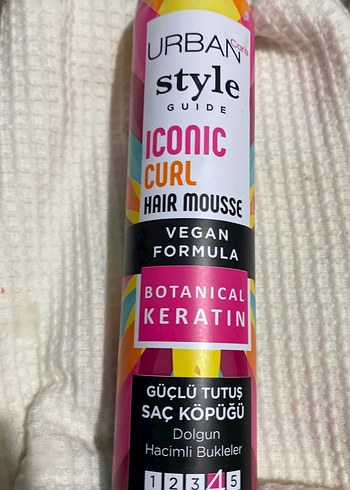 URBAN Care
style
GUIDE
ICONIC
CURL
HAIR MOUSSE
VEGAN
FORMULA
BOTANICAL
KERATIN
GÜÇLÜ TUTUŞ
SAÇ KÖPÜĞÜ
Dolgun
Hacimli Bukleler
1 2 3 4 5